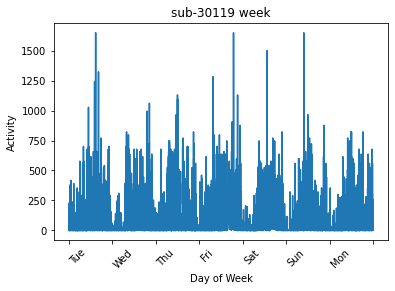 sub-30119 week
Activity
1500
1250
1000
750
500
250
0
Tue
Wed
Thu
Fri
Sat
Sun
Mon
Day of Week